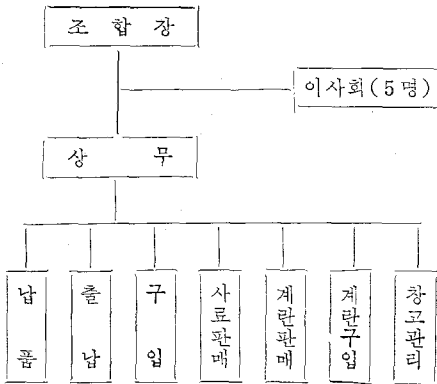 조 합 장
이사회(5명)
상 무
납 품
출 납
구 입
사료판매
계란판매
계란구입
창고관리